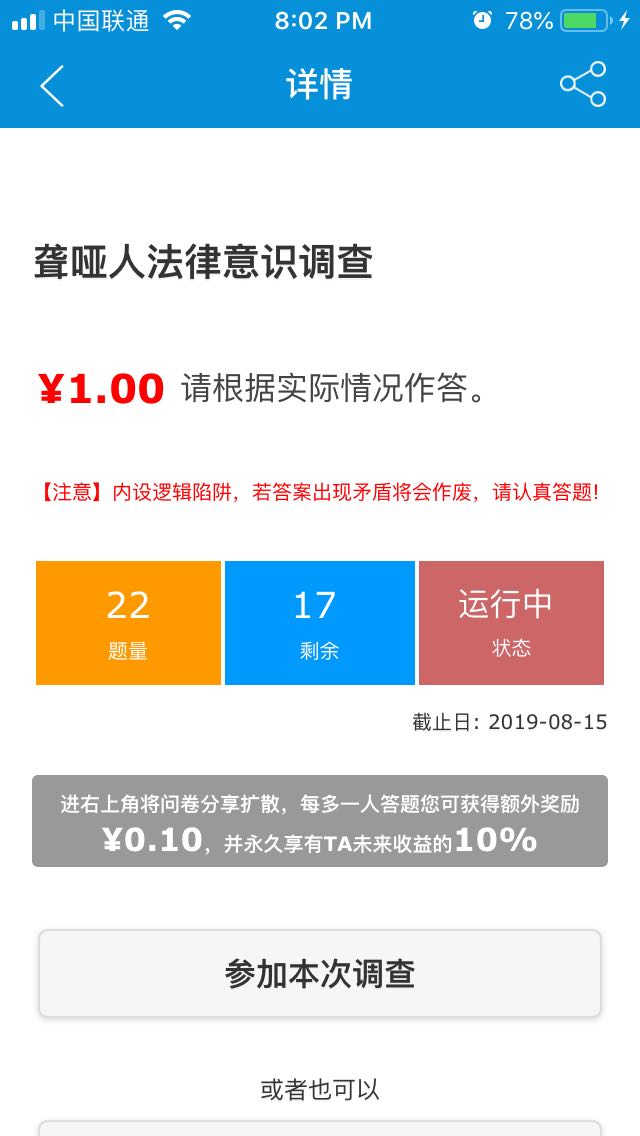 中国联通 8:02 PM 78%
详情
聋哑人法律意识调查
¥1.00 请根据实际情况作答。
【注意】内设逻辑陷阱，若答案出现矛盾将会作废，请认真答题!
22 17 运行中
题量 剩余 状态
截止日: 2019-08-15
进右上角将问卷分享扩散，每多一人答题您可获得额外奖励
¥0.10，并永久享有TA未来收益的10%
参加本次调查
或者也可以